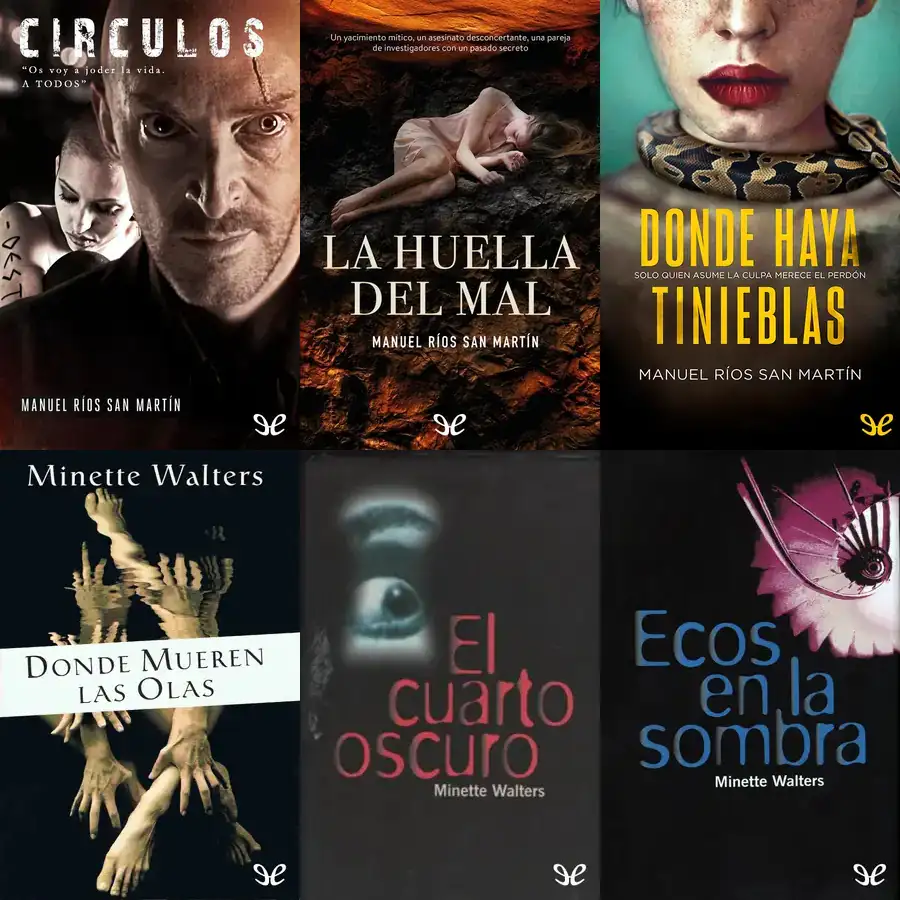 CIRCULOS
“Os voy a joder la vida.
A TODOS”
MANUEL RÍOS SAN MARTÍN
Un yacimiento mítico, un asesinato desconcertante, una pareja
de investigadores con un pasado secreto
LA HUELLA
DEL MAL
MANUEL RÍOS SAN MARTÍN
DONDE HAYA
SOLO QUIEN ASUME LA CULPA MERECE EL PERDÓN
TINIEBLAS
MANUEL RÍOS SAN MARTÍN
Minette Walters
DONDE MUEREN
LAS OLAS
El
cuarto
oscuro
Minette Walters
Ecos
en la
sombra
Minette Walters